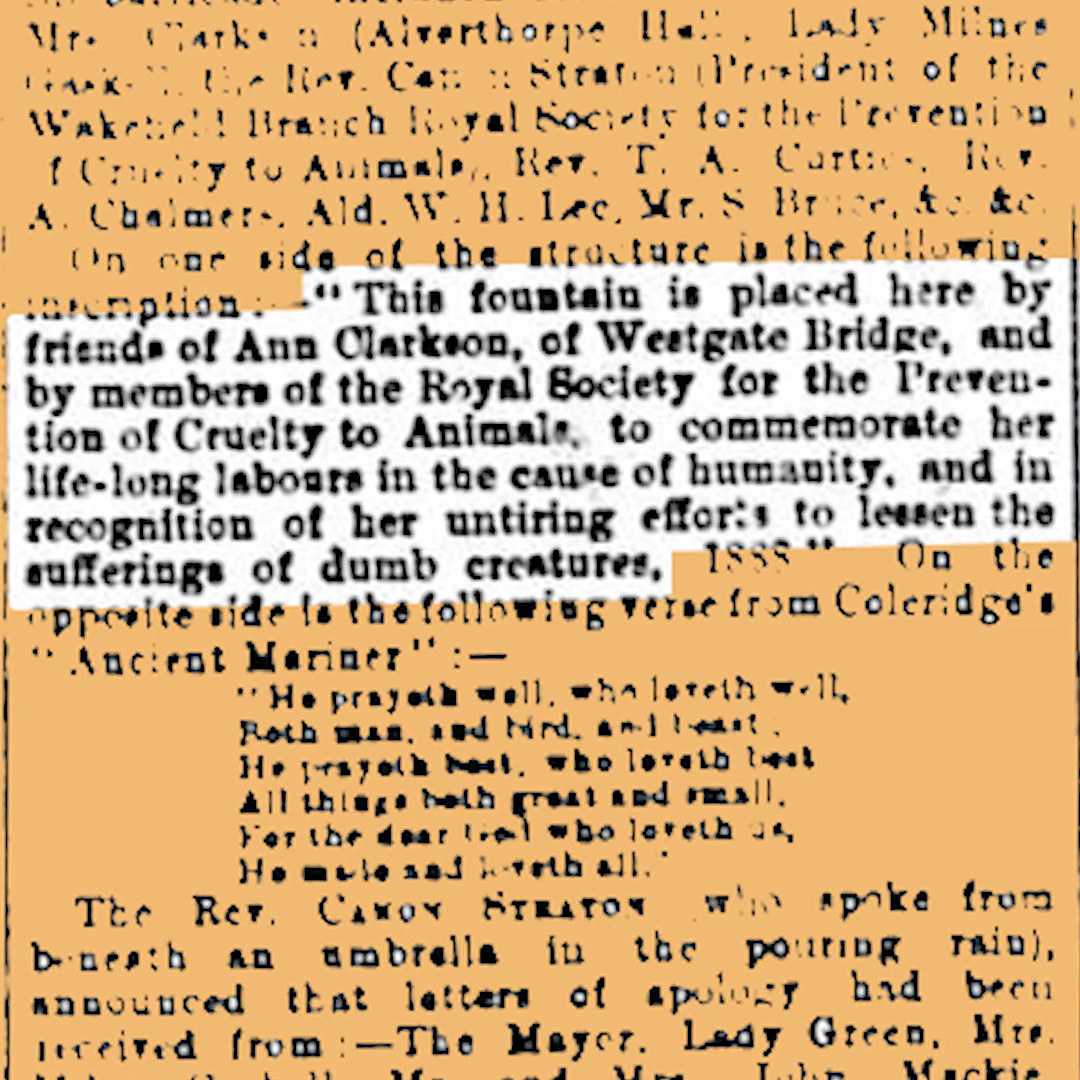 Mrs. Clarkson (Alverthorpe Hall), Lady Milnes
the Rev. Canon Straton (President of the
Wakefield Branch Royal Society for the Prevention
of Cruelty to Animals), Rev. T. A. Rev.
A. Chalmers, Ald. W. H. Lee, Mr. S. Bruce, &c. &c.
On one side of the structure is the following
inscription:—"This fountain is placed here by
friends of Ann Clarkson, of Westgate Bridge, and
by members of the Royal Society for the Preven-
tion of Cruelty to Animals, to commemorate her
life-long labours in the cause of humanity, and in
recognition of her untiring efforts to lessen the
sufferings of dumb creatures, 1888." On the
opposite side is the following verse from Coleridge's
"Ancient Mariner":—
"He prayeth well, who loveth well,
Both man, and bird, and beast;
He prayeth best, who loveth best
All things both great and small,
For the dear God who loveth us,
He made and loveth all."
The Rev. CANON STRATON who spoke from
beneath an umbrella in the pouring rain),
announced that letters of apology had been
received from:—The Mayor, Lady Green, Mrs.
Mr. and Mrs. John Mackie,